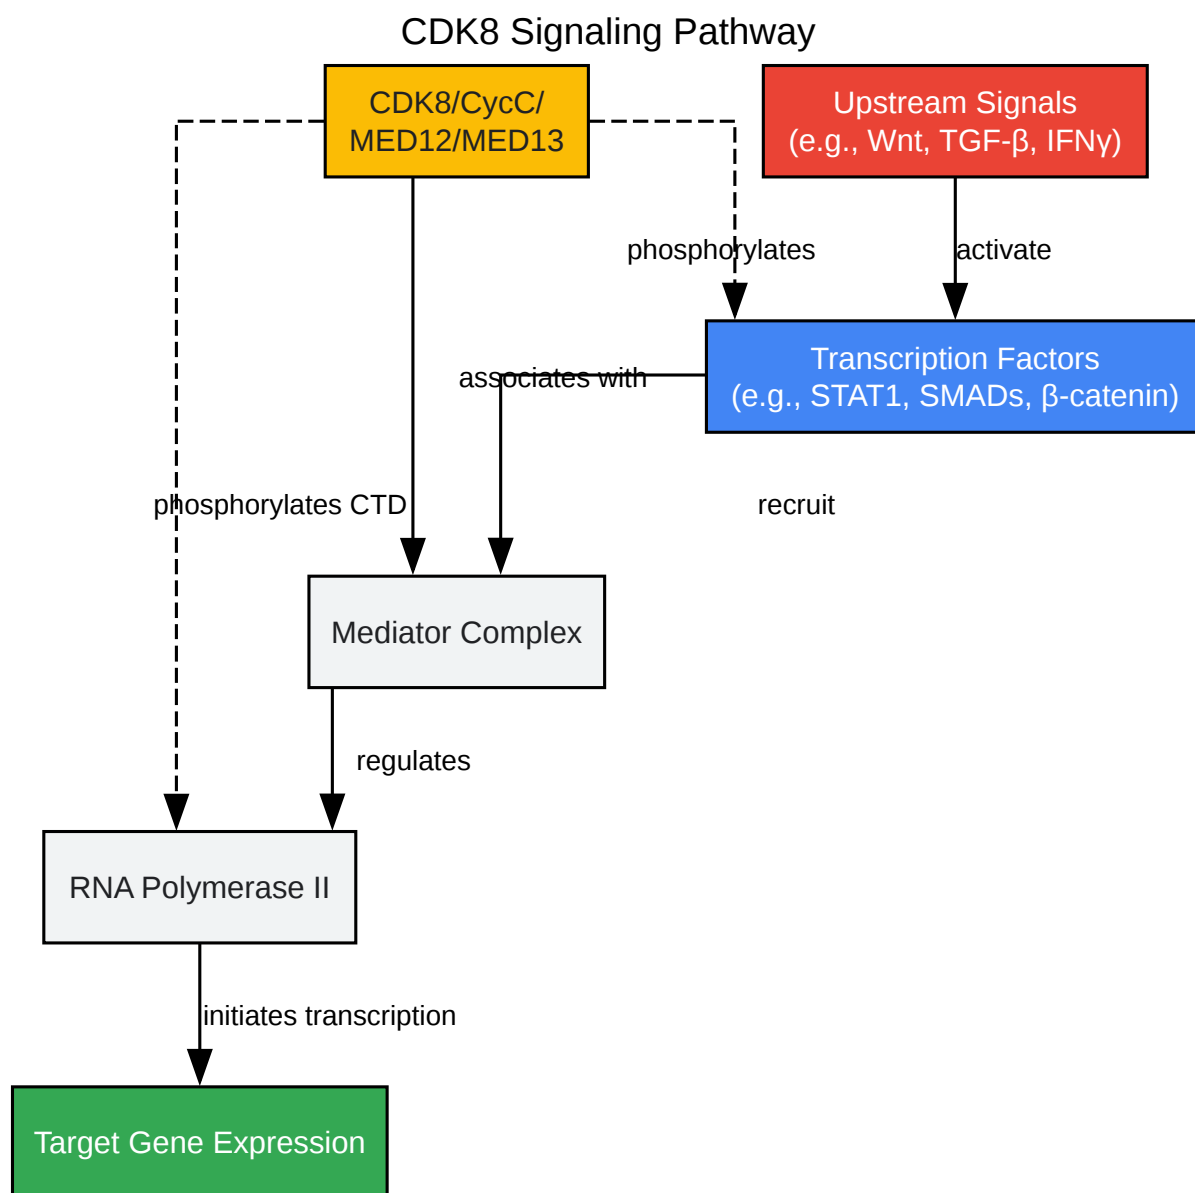 CDK8 Signaling Pathway
CDK8/CycC/
MED12/MED13
Upstream Signals
(e.g., Wnt, TGF-β, IFNγ)
phosphorylates
activate
Transcription Factors
(e.g., STAT1, SMADs, β-catenin)
associates with
phosphorylates CTD
recruit
Mediator Complex
regulates
RNA Polymerase II
initiates transcription
Target Gene Expression